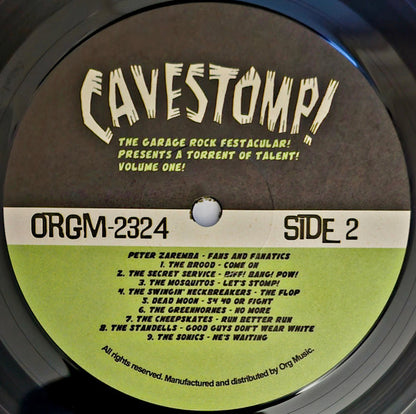 CAVESTOMP!
THE GARAGE ROCK FESTACULAR!
PRESENTS A TORRENT OF TALENT!
VOLUME ONE!
ORGM-2324 SIDE 2
PETER ZAREMBA - FANS AND FANATICS
1. THE BROOD - COME ON
2. THE SECRET SERVICE - BIFF! BANG! POW!
3. THE MOSQUITOS - LET'S STOMP!
4. THE SWINGIN' NECKBREAKERS - THE FLOP
5. DEAD MOON - 54 40 OR FIGHT
6. THE GREENHORNES - NO MORE
7. THE CHEEPSKATES - RUN BETTER RUN
8. THE STANDELLS - GOOD GUYS DON'T WEAR WHITE
9. THE SONICS - HE'S WAITING
All rights reserved. Manufactured and distributed by Org Music.